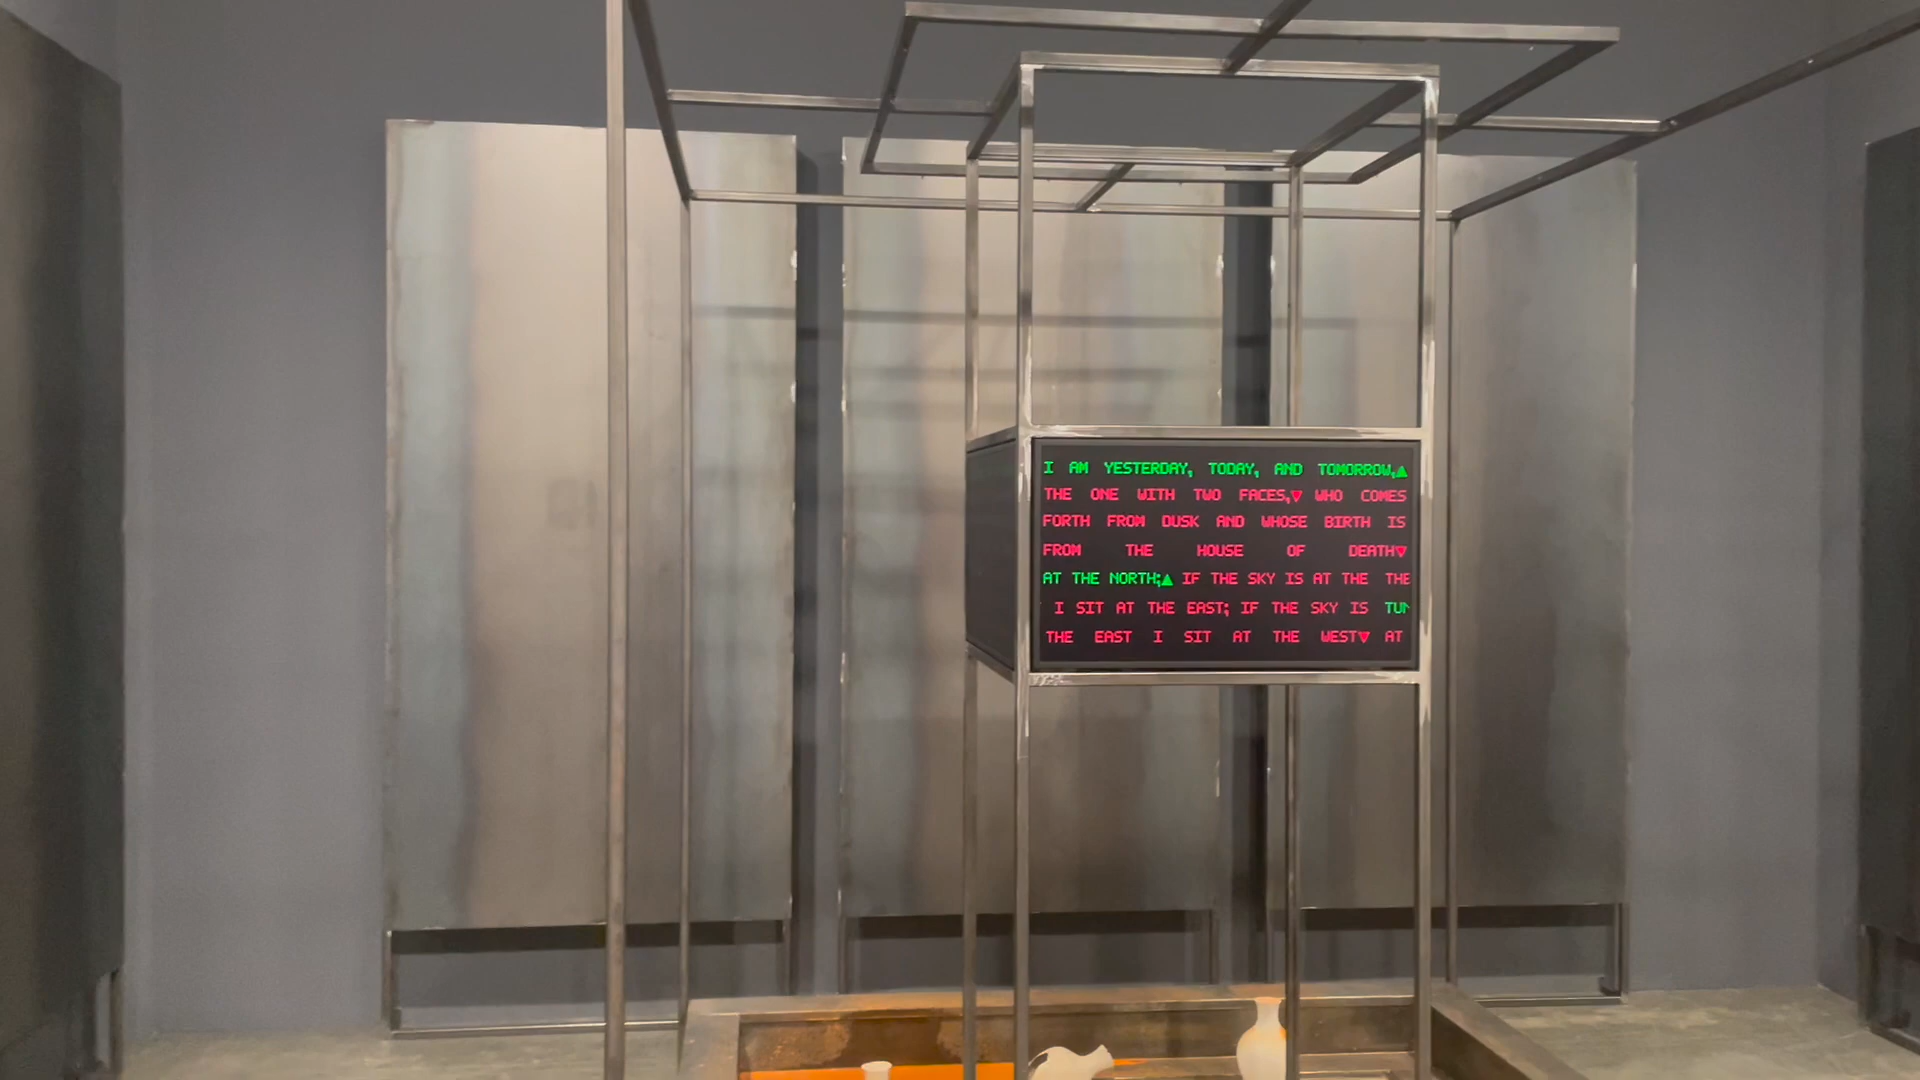 I AM YESTERDAY, TODAY, AND TOMORROW,▲
THE ONE WITH TWO FACES,▼ WHO COMES
FORTH FROM DUSK AND WHOSE BIRTH IS
FROM THE HOUSE OF DEATH▼
AT THE NORTH;▲ IF THE SKY IS AT THE THE
I SIT AT THE EAST; IF THE SKY IS TUN
THE EAST I SIT AT THE WEST▼ AT